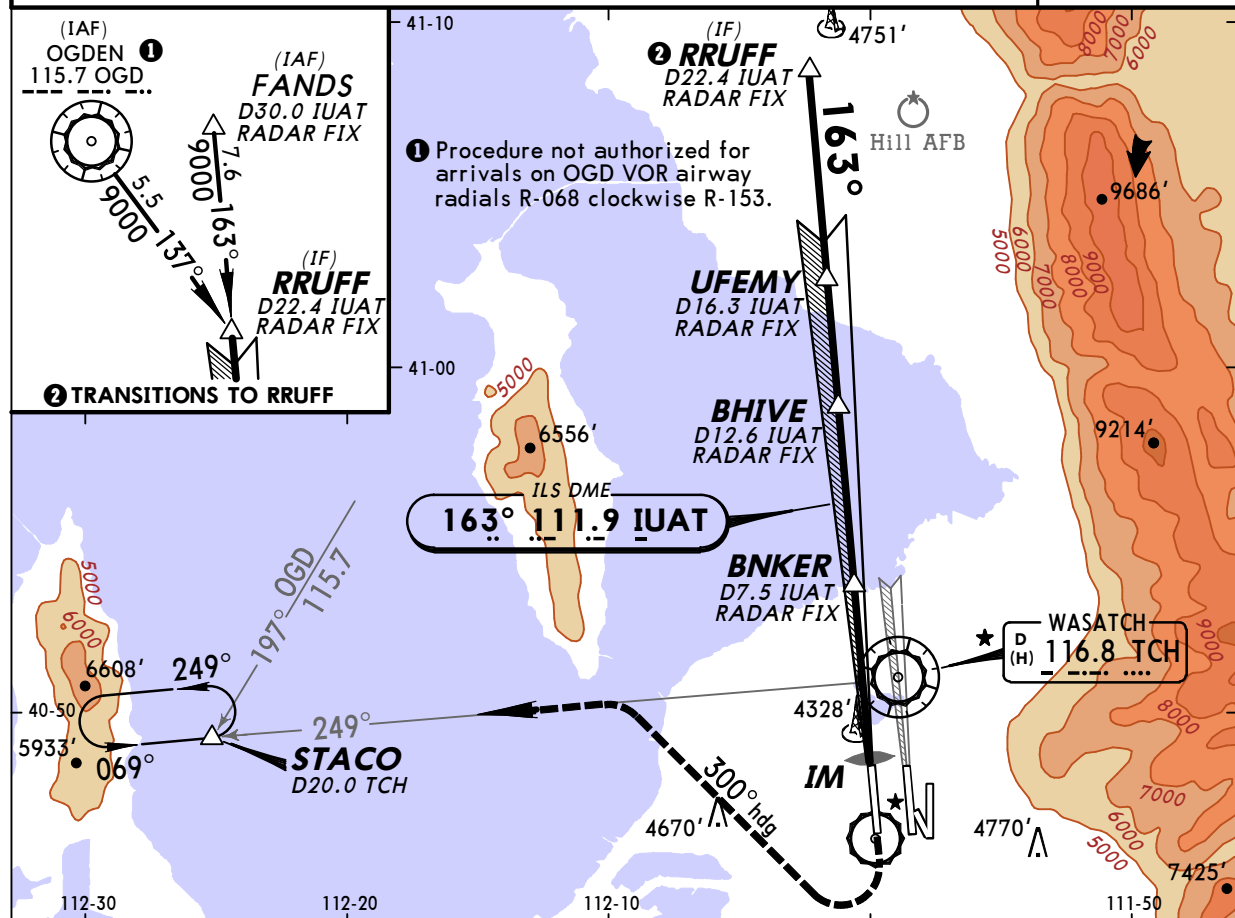 (IAF)
OGDEN
115.7 OGD
❶
(IAF)
FANDS
D30.0 IUAT
RADAR FIX
5.5
9000
137°
7.6
9000
163°
(IF)
RRUFF
D22.4 IUAT
RADAR FIX
❷ TRANSITIONS TO RRUFF
41-10
4751'
(IF)
❷ RRUFF
D22.4 IUAT
RADAR FIX
163°
Hill AFB
❶ Procedure not authorized for
arrivals on OGD VOR airway
radials R-068 clockwise R-153.
8000
7000
6000
9686'
5000
6000
7000
8000
9000
UFEMY
D16.3 IUAT
RADAR FIX
41-00
5000
6556'
BHIVE
D12.6 IUAT
RADAR FIX
9214'
ILS DME
163° 111.9 IUAT
BNKER
D7.5 IUAT
RADAR FIX
197° OGD
115.7
5000
6000
6608'
249°
WASATCH
D
(H)
116.8 TCH
9000
8000
40-50
5933'
069°
249°
STACO
D20.0 TCH
4328'
IM
300° hdg
4670'
4770'
7000
6000
5000
7425'
112-30
112-20
112-10
111-50